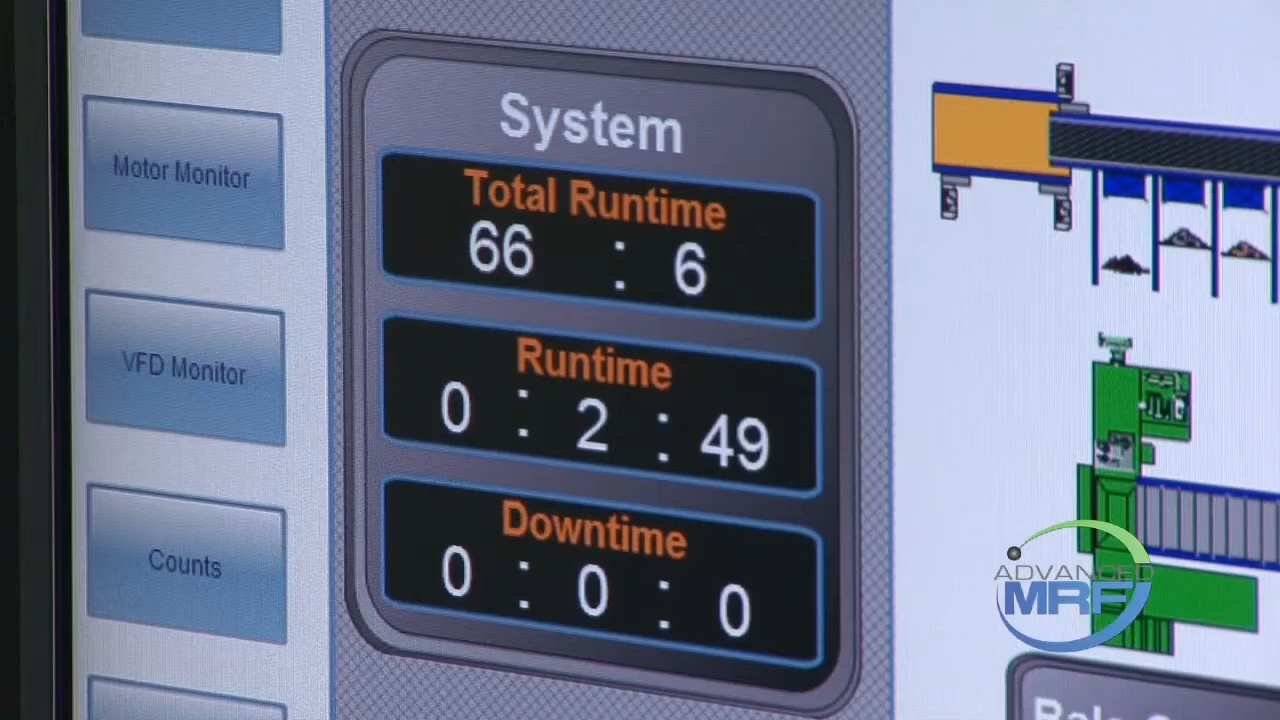 Motor Monitor
VFD Monitor
Counts
System
Total Runtime
66 : 6
Runtime
0 : 2 : 49
Downtime
0 : 0 : 0
ADVANCED
MRF